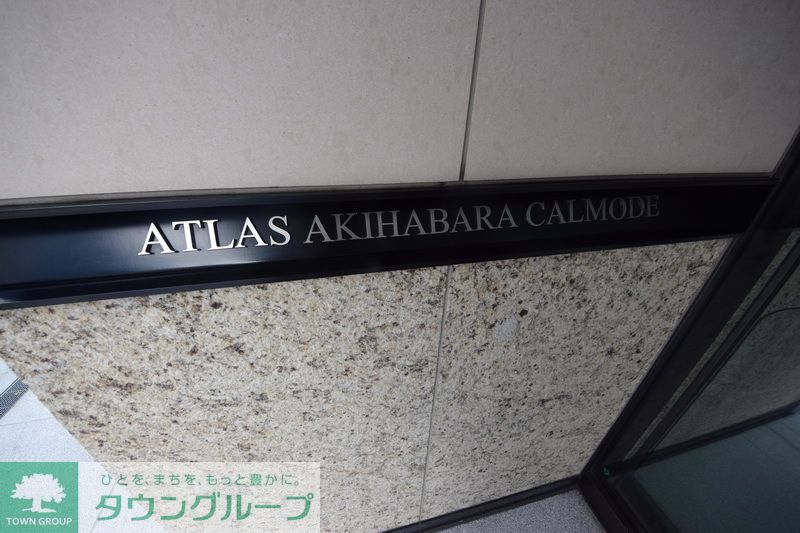 ATLAS AKIHABARA CALMODE
ひとを、まちを、もっと豊かに。
タウングループ
TOWN GROUP